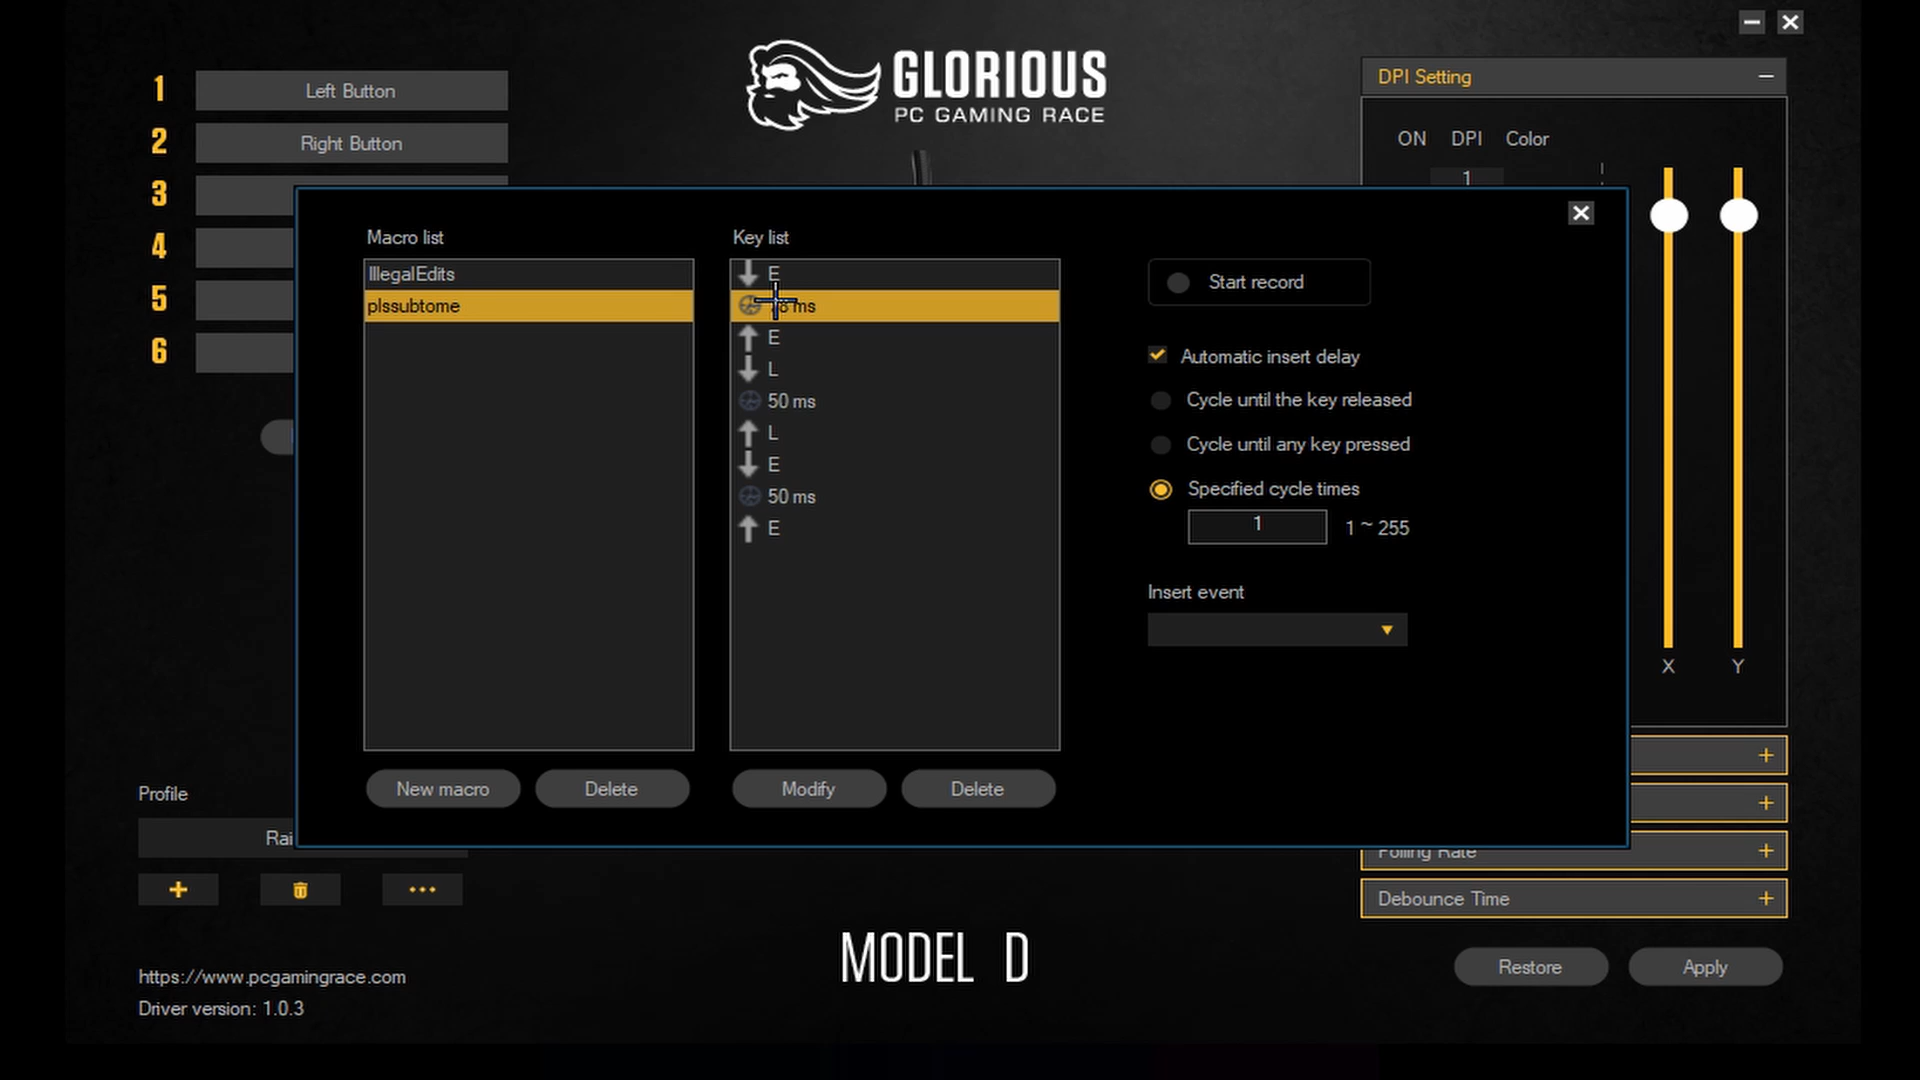 GLORIOUS
PC GAMING RACE
1 Left Button
2 Right Button
3
4
5
6
DPI Setting
ON DPI Color
1
X Y
Macro list
IllegalEdits
plssubtome
New macro Delete
Key list
E
ms
E
L
50 ms
L
E
50 ms
E
Modify Delete
Start record
Automatic insert delay
Cycle until the key released
Cycle until any key pressed
Specified cycle times
1 1 ~ 255
Insert event
Profile
Rai
Polling Rate
Debounce Time
MODEL D
https://www.pcgamingrace.com
Driver version: 1.0.3
Restore Apply